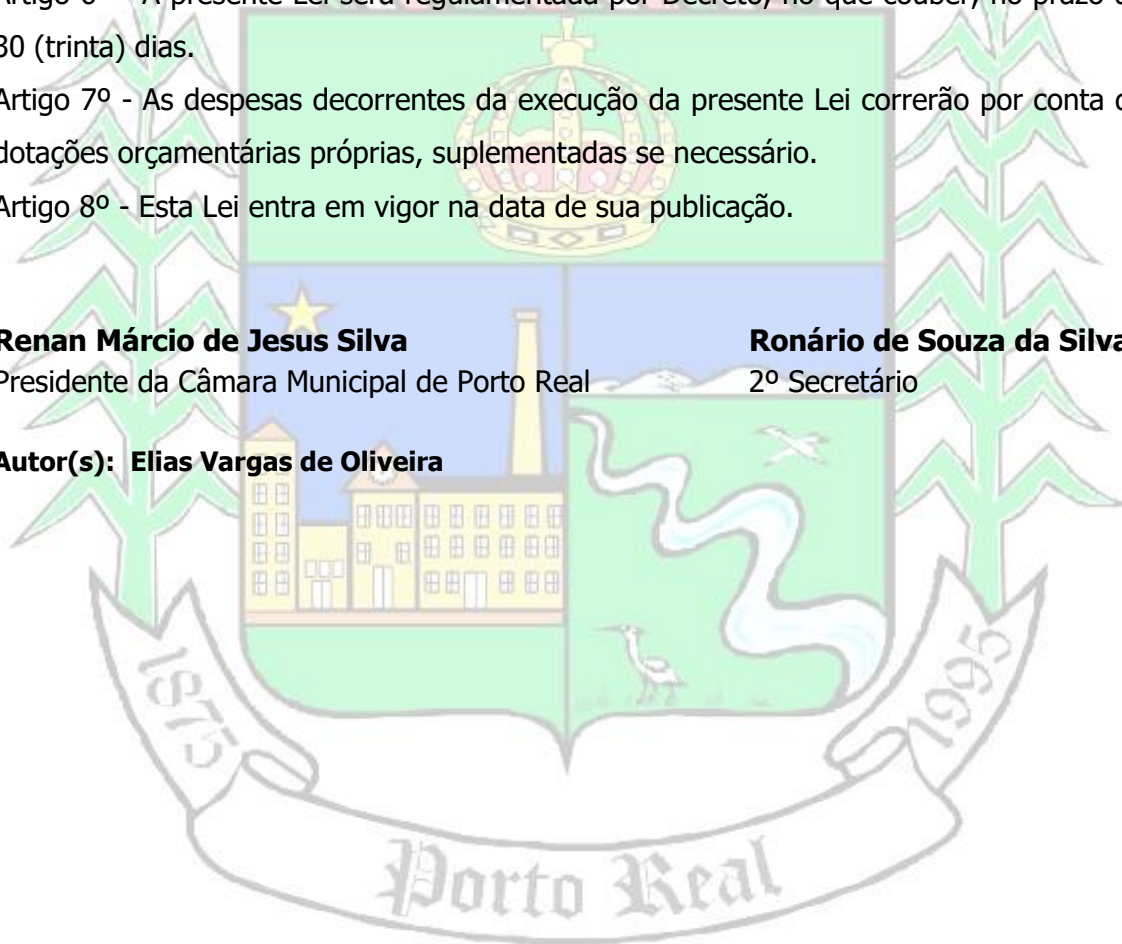 30 (trinta) dias.
Artigo 7º - As despesas decorrentes da execução da presente Lei correrão por conta
dotações orçamentárias próprias, suplementadas se necessário.
Artigo 8º - Esta Lei entra em vigor na data de sua publicação.
Renan Márcio de Jesus Silva
Ronário de Souza da Silva
Presidente da Câmara Municipal de Porto Real
2º Secretário
Autor(s): Elias Vargas de Oliveira
1875
1995
Porto Real